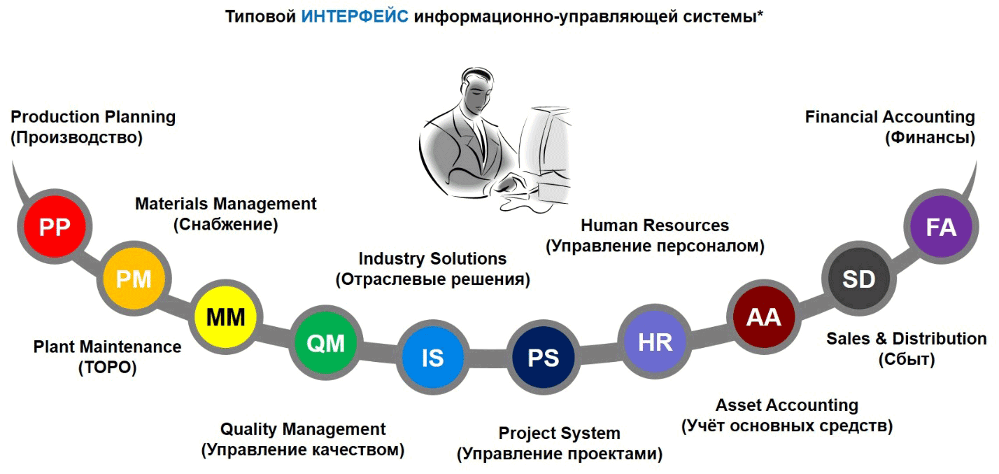 Типовой ИНТЕРФЕЙС информационно-управляющей системы*
Production Planning
(Производство)
Financial Accounting
(Финансы)
Materials Management
(Снабжение)
Human Resources
(Управление персоналом)
Industry Solutions
(Отраслевые решения)
PP
PM
MM
QM
IS
PS
HR
AA
SD
FA
Plant Maintenance
(ТОРО)
Sales & Distribution
(Сбыт)
Quality Management
(Управление качеством)
Project System
(Управление проектами)
Asset Accounting
(Учёт основных средств)